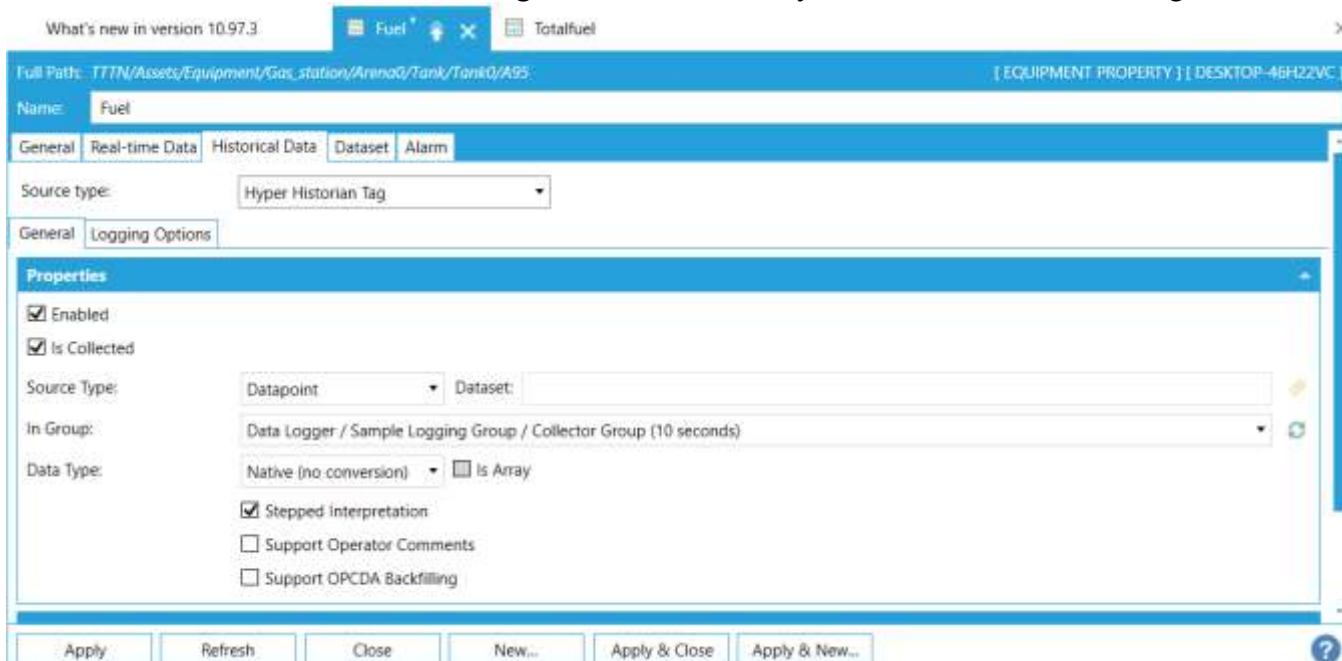 What's new in version 10.97.3
Fuel*
Totalfuel
Full Path: TTTN/Assets/Equipment/Gas_station/Arena0/Tank/Tank0/A95
[ EQUIPMENT PROPERTY ] [ DESKTOP-46H22VC ]
Name: Fuel
General Real-time Data Historical Data Dataset Alarm
Source type: Hyper Historian Tag
General Logging Options
Properties
Enabled
Is Collected
Source Type: Datapoint Dataset:
In Group: Data Logger / Sample Logging Group / Collector Group (10 seconds)
Data Type: Native (no conversion) Is Array
Stepped Interpretation
Support Operator Comments
Support OPCDA Backfilling
Apply Refresh Close New... Apply & Close Apply & New...